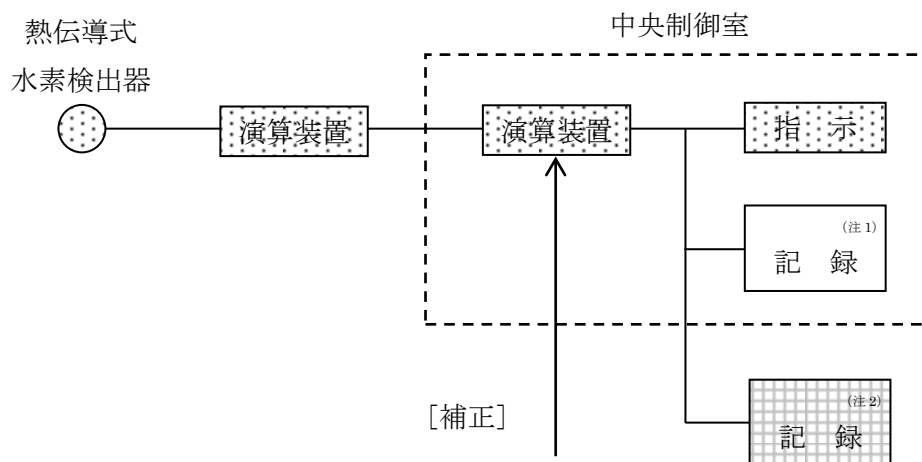 中央制御室
熱伝導式
水素検出器
演算装置
演算装置
指　示
(注1)
記　録
(注2)
記　録
［補正］